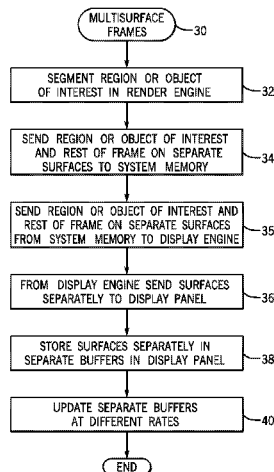 MULTISURFACE
FRAMES
30
SEGMENT REGION OR OBJECT
OF INTEREST IN RENDER ENGINE
32
SEND REGION OR OBJECT OF INTEREST
AND REST OF FRAME ON SEPARATE
SURFACES TO SYSTEM MEMORY
34
SEND REGION OR OBJECT OF INTEREST AND
REST OF FRAME ON SEPARATE SURFACES
FROM SYSTEM MEMORY TO DISPLAY ENGINE
35
FROM DISPLAY ENGINE SEND SURFACES
SEPARATELY TO DISPLAY PANEL
36
STORE SURFACES SEPARATELY IN
SEPARATE BUFFERS IN DISPLAY PANEL
38
UPDATE SEPARATE BUFFERS
AT DIFFERENT RATES
40
END